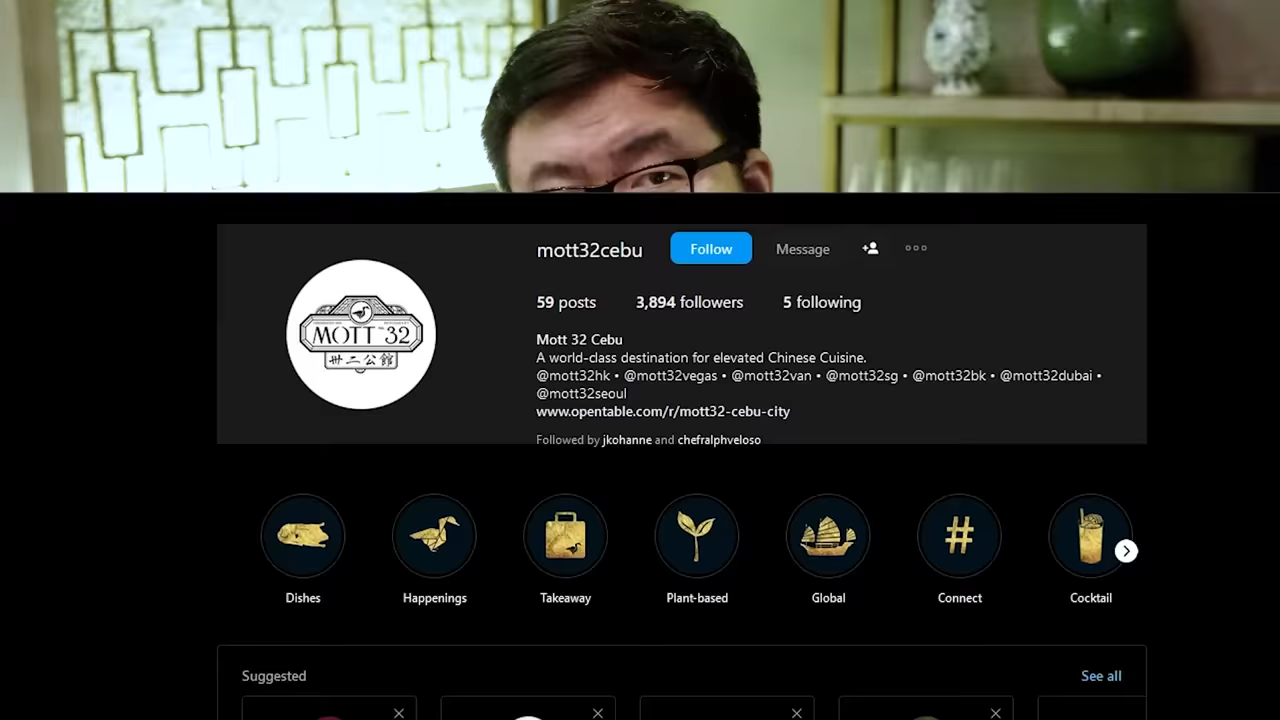 mott32cebu Follow Message
59 posts 3,894 followers 5 following
MOTT 32
卅二公館
Mott 32 Cebu
A world-class destination for elevated Chinese Cuisine.
@mott32hk • @mott32vegas • @mott32van • @mott32sg • @mott32bk • @mott32dubai •
@mott32seoul
www.opentable.com/r/mott32-cebu-city
Followed by jkohanne and chefralphveloso
Dishes Happenings Takeaway Plant-based Global Connect Cocktail
Suggested See all